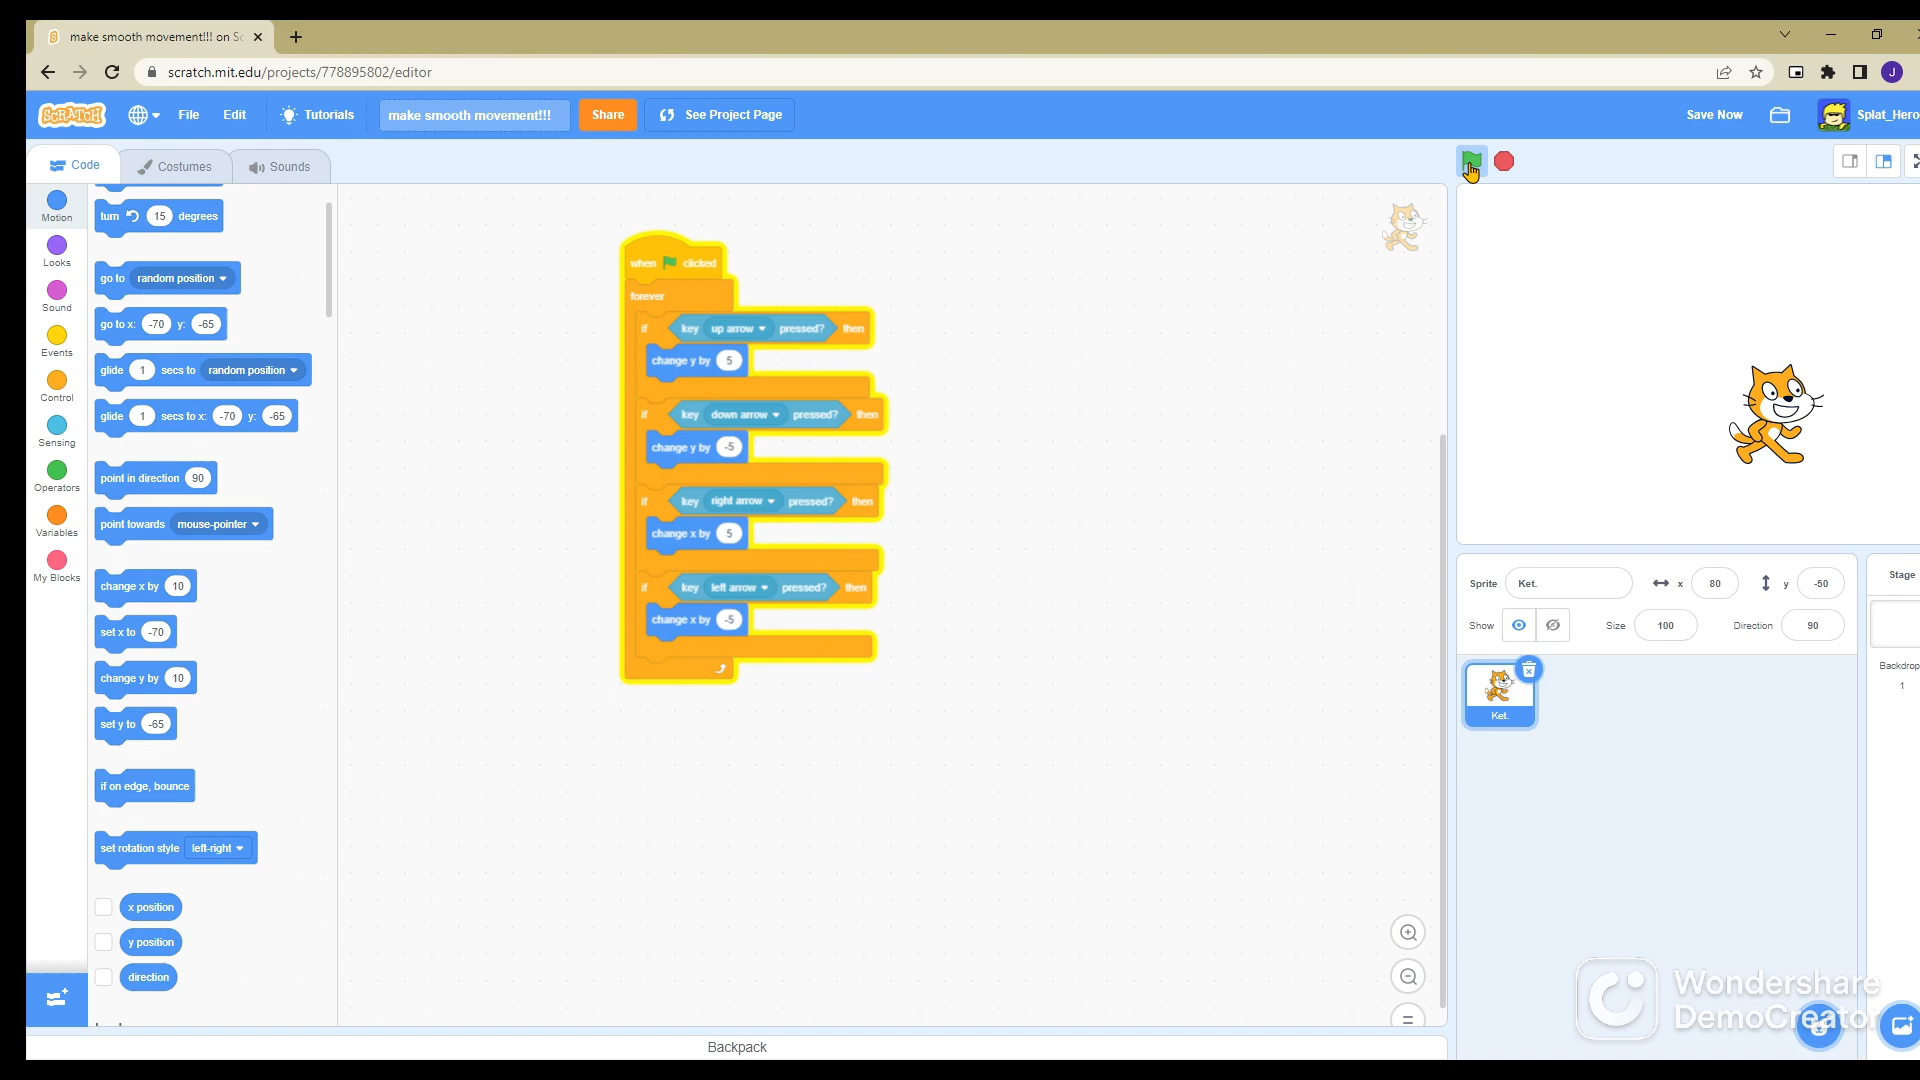 make smooth movement!!! on Sc
scratch.mit.edu/projects/778895802/editor
J
SCRATCH
File
Edit
Tutorials
make smooth movement!!!
Share
See Project Page
Save Now
Splat_Hero
Code
Costumes
Sounds
Motion
Looks
Sound
Events
Control
Sensing
Operators
Variables
My Blocks
turn 15 degrees
go to random position
go to x: -70 y: -65
glide 1 secs to random position
glide 1 secs to x: -70 y: -65
point in direction 90
point towards mouse-pointer
change x by 10
set x to -70
change y by 10
set y to -65
if on edge, bounce
set rotation style left-right
x position
y position
direction
when clicked
forever
if key up arrow pressed? then
change y by 5
if key down arrow pressed? then
change y by -5
if key right arrow pressed? then
change x by 5
if key left arrow pressed? then
change x by -5
Backpack
Sprite Ket. x 80 y -50
Show Size 100 Direction 90
Ket.
Stage
Backdrop
1
Wondershare
DemoCreator